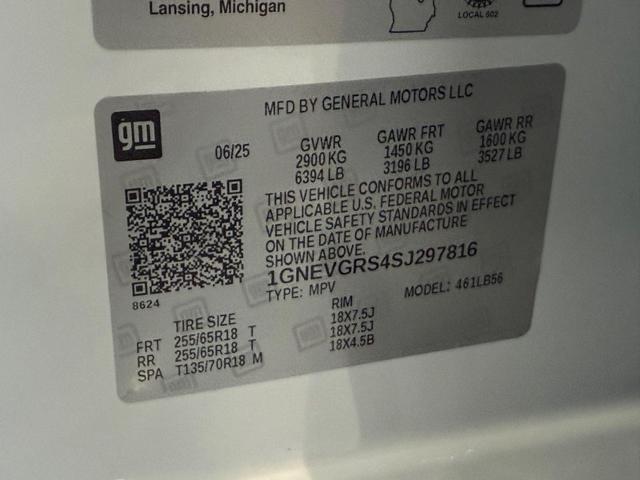 Lansing, Michigan
LOCAL 602
MFD BY GENERAL MOTORS LLC
gm
06/25
GVWR GAWR FRT GAWR RR
2900 KG 1450 KG 1600 KG
6394 LB 3196 LB 3527 LB
THIS VEHICLE CONFORMS TO ALL
APPLICABLE U.S. FEDERAL MOTOR
VEHICLE SAFETY STANDARDS IN EFFECT
ON THE DATE OF MANUFACTURE
SHOWN ABOVE.
1GNEVGRS4SJ297816
8624
TYPE: MPV MODEL: 461LB56
TIRE SIZE RIM
FRT 255/65R18 T 18X7.5J
RR 255/65R18 T 18X7.5J
SPA T135/70R18 M 18X4.5B